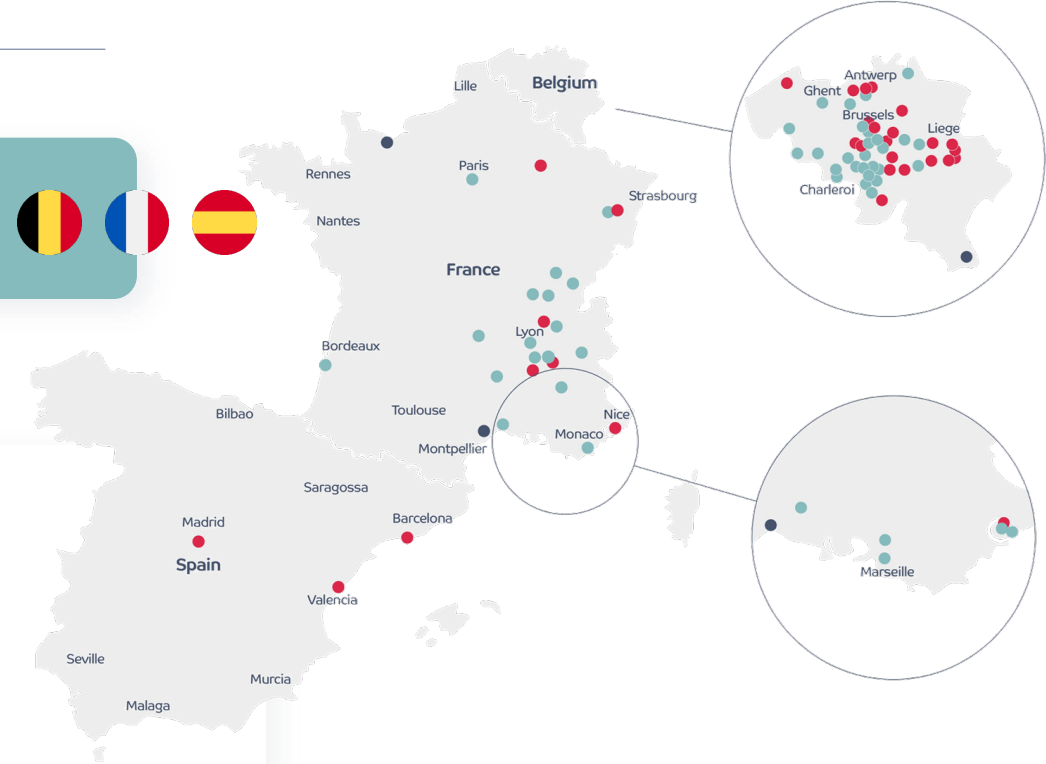 Belgium
Lille
Paris
Rennes
Strasbourg
Nantes
France
Lyon
Bordeaux
Toulouse
Nice
Bilbao
Monaco
Montpellier
Saragossa
Barcelona
Madrid
Spain
Valencia
Seville
Murcia
Malaga
Antwerp
Ghent
Brussels
Liege
Charleroi
Marseille